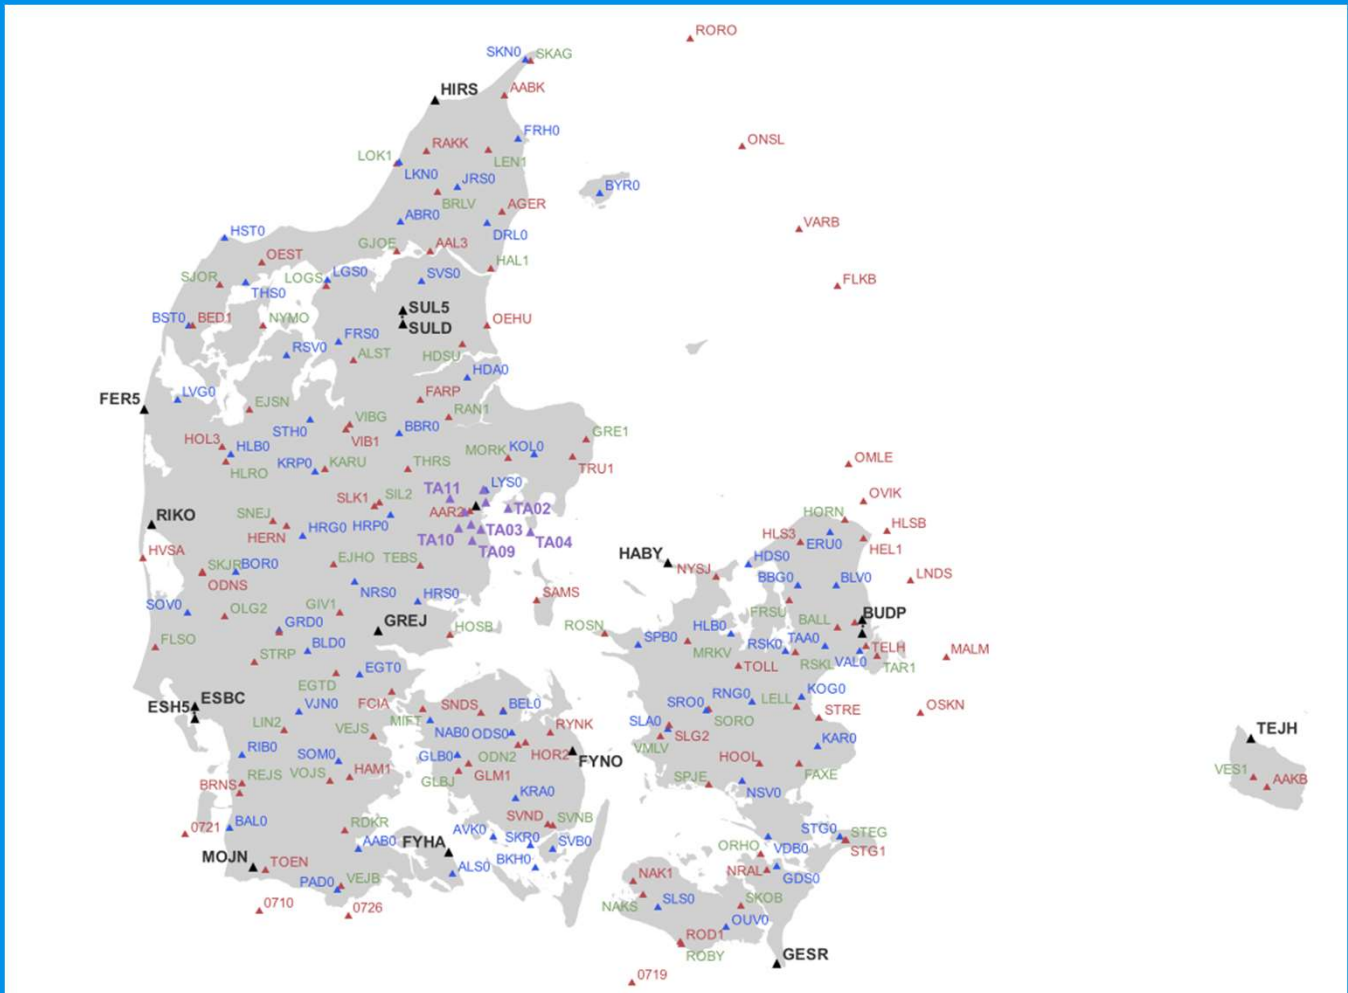 RORO
SKN0
SKAG
HIRS
AABK
FRH0
ONSL
RAKK
LOK1
LEN1
LKN0
JRS0
BYR0
BRLV
AGER
ABR0
VARB
HST0
DRL0
GJOE
AAL3
OEST
HAL1
SJOR
LOGS
LGS0
SVS0
FLKB
THS0
SUL5
BST0
BED1
NYMO
SULD
OEHU
FRS0
RSV0
ALST
HDSU
HDA0
FER5
LVG0
FARP
EJSN
RAN1
VIBG
STH0
VIB1
BBR0
GRE1
HOL3
HLB0
MORK
KOL0
OMLE
HLRO
KRP0
KARU
THRS
TRU1
TA11
LYS0
SLK1
SIL2
OVIK
AAR2
TA02
RIKO
SNEJ
HORN
HERN
HRG0
HRP0
TA03
HLSB
HLS3
TA10
TA04
ERU0
HEL1
HVSA
TA09
HABY
SKJR
BOR0
EJHO
TEBS
HDS0
NYSJ
ODNS
BBG0
BLV0
LNDS
NRS0
HRS0
SAMS
SOV0
OLG2
GIV1
FRSU
BALL
BUDP
GRD0
GREJ
HOSB
ROSN
HLB0
FLSO
BLD0
SPB0
RSK0
TAA0
TELH
MALM
STRP
MRKV
TOLL
RSKL
VAL0
TAR1
EGT0
EGTD
ESBC
FCIA
SNDS
BEL0
SRO0
RNG0
LELL
KOG0
OSKN
ESH5
VJN0
MIFT
STRE
LIN2
VEJS
NAB0
ODS0
RYNK
SLA0
SORO
TEJH
SLG2
KAR0
RIB0
SOM0
GLB0
ODN2
HOR2
FYNO
VMLV
HOOL
REJS
VOJS
HAM1
GLBJ
GLM1
SPJE
FAXE
VES1
AAKB
BRNS
KRA0
NSV0
0721
BAL0
RDKR
SVND
SVNB
AAB0
FYHA
AVK0
SKR0
SVB0
STG0
STEG
ORHO
VDB0
STG1
MOJN
TOEN
ALS0
BKH0
NAK1
NRAL
GDS0
PAD0
VEJB
NAKS
SLS0
SKOB
0710
0726
OUV0
ROD1
ROBY
GESR
0719